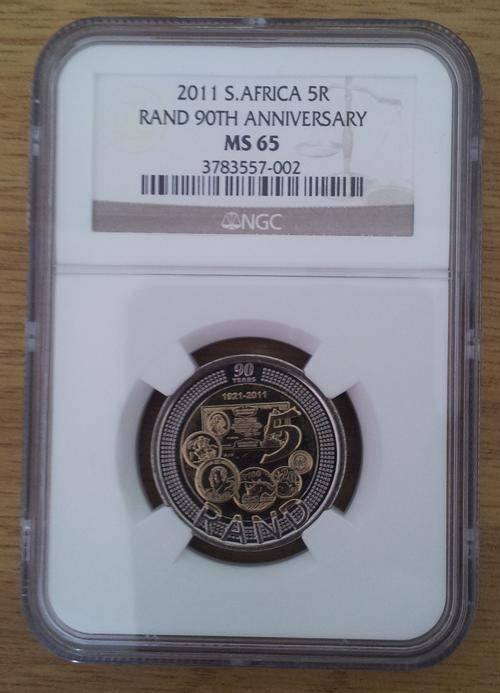 2011 S.AFRICA 5R
RAND 90TH ANNIVERSARY
MS 65
3783557-002
NGC
90
YEARS
1921-2011
5
RAND